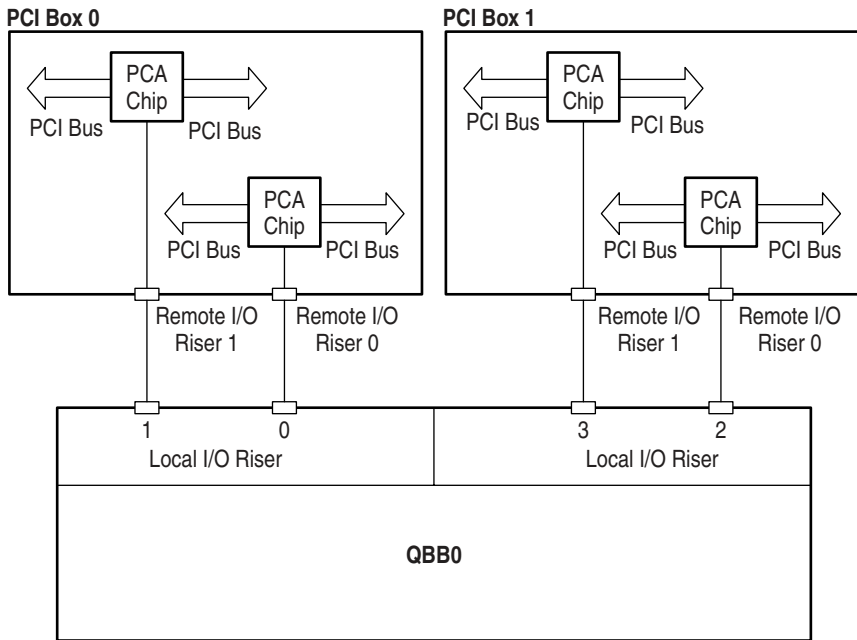 PCI Box 0
PCI Box 1
PCA
Chip
PCI Bus
PCI Bus
PCA
Chip
PCI Bus
PCI Bus
PCA
Chip
PCI Bus
PCI Bus
PCA
Chip
PCI Bus
PCI Bus
Remote I/O
Riser 1
Remote I/O
Riser 0
Remote I/O
Riser 1
Remote I/O
Riser 0
1
0
Local I/O Riser
3
2
Local I/O Riser
QBB0